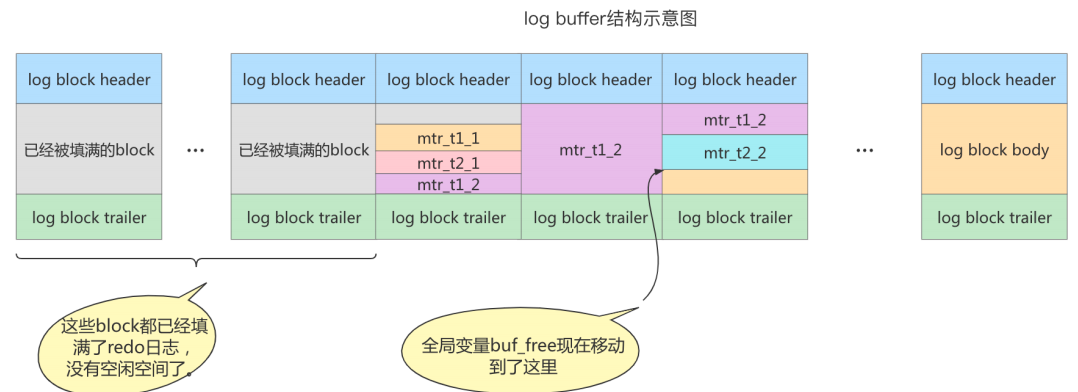 log buffer结构示意图
log block header
log block header
log block header
log block header
log block header
log block header
已经被填满的block
...
已经被填满的block
mtr_t1_1
mtr_t2_1
mtr_t1_2
mtr_t1_2
mtr_t1_2
mtr_t2_2
...
log block body
log block trailer
log block trailer
log block trailer
log block trailer
log block trailer
log block trailer
这些block都已经填
满了redo日志，
没有空闲空间了。
全局变量buf_free现在移动
到了这里